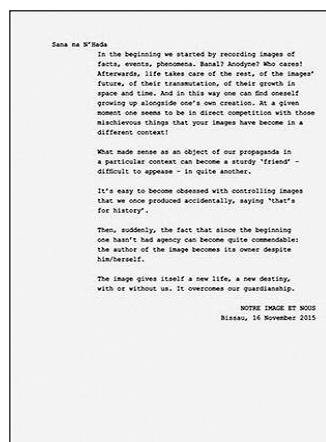 Sana na N'Hada
In the beginning we started by recording images of
facts, events, phenomena. Banal? Anodyne? Who cares!
Afterwards, life takes care of the rest, of the images'
future, of their transmutation, of their growth in
space and time. And in this way one can find oneself
growing up alongside one's own creation. At a given
moment one seems to be in direct competition with those
mischievous things that your images have become in a
different context!
What made sense as an object of our propaganda in
a particular context can become a sturdy 'friend' –
difficult to appease – in quite another.
It's easy to become obsessed with controlling images
that we once produced accidentally, saying 'that's
for history'.
Then, suddenly, the fact that since the beginning
one hasn't had agency can become quite commendable:
the author of the image becomes its owner despite
him/herself.
The image gives itself a new life, a new destiny,
with or without us. It overcomes our guardianship.
NOTRE IMAGE ET NOUS
Bissau, 16 November 2015